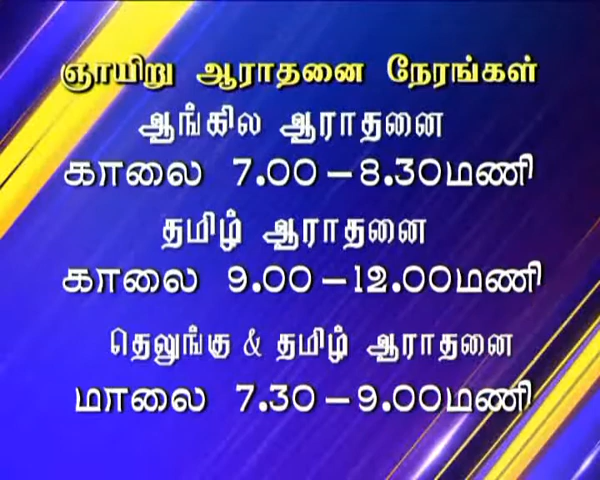 ஞாயிறு ஆராதனை நேரங்கள்
ஆங்கில ஆராதனை
காலை 7.00-8.30மணி
தமிழ் ஆராதனை
காலை 9.00-12.00மணி
தெலுங்கு & தமிழ் ஆராதனை
மாலை 7.30-9.00மணி